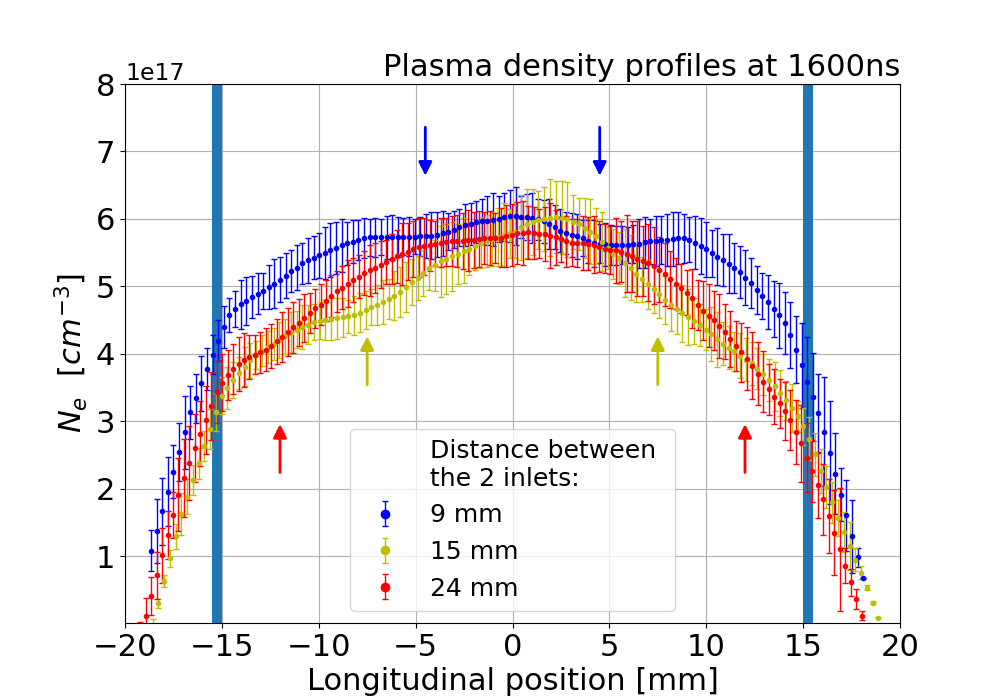 Plasma density profiles at 1600ns
1e17
8
7
6
5
4
3
2
1
N_e [cm^{-3}]
Distance between
the 2 inlets:
9 mm
15 mm
24 mm
−20 −15 −10 −5 0 5 10 15 20
Longitudinal position [mm]